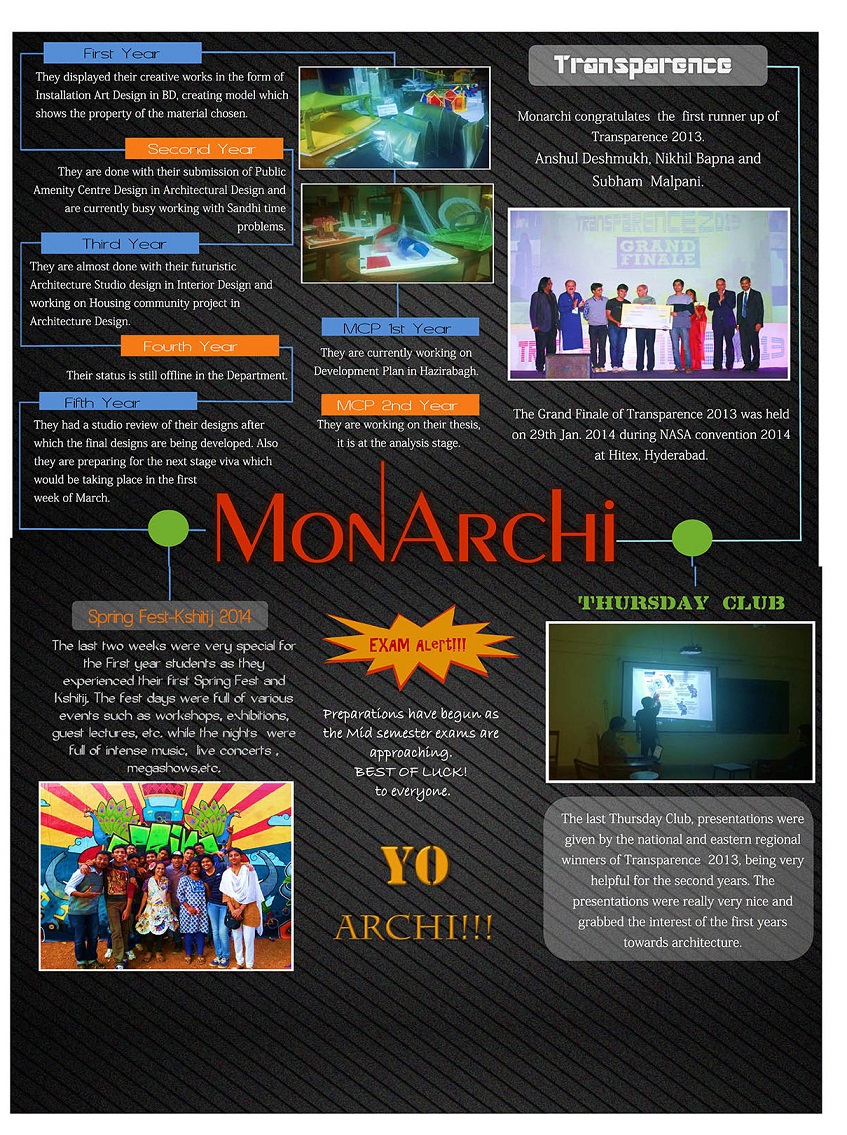 First Year
They displayed their creative works in the form of
Installation Art Design in BD, creating model which
shows the property of the material chosen.
Second Year
They are done with their submission of Public
Amenity Centre Design in Architectural Design and
are currently busy working with Sandhi time
problems.
Third Year
They are almost done with their futuristic
Architecture Studio design in Interior Design and
working on Housing community project in
Architecture Design.
Fourth Year
Their status is still offline in the Department.
Fifth Year
They had a studio review of their designs after
which the final designs are being developed. Also
they are preparing for the next stage viva which
would be taking place in the first
week of March.
MCP 1st Year
They are currently working on
Development Plan in Hazirabagh.
MCP 2nd Year
They are working on their thesis,
it is at the analysis stage.
Transparence
Monarchi congratulates the first runner up of
Transparence 2013.
Anshul Deshmukh, Nikhil Bapna and
Subham Malpani.
TRANSPARENCE2013
GRAND
FINALE
The Grand Finale of Transparence 2013 was held
on 29th Jan. 2014 during NASA convention 2014
at Hitex, Hyderabad.
MonArchi
Spring Fest-Kshitij 2014
The last two weeks were very special for
the First year students as they
experienced their first Spring Fest and
Kshitij. The fest days were full of various
events such as workshops, exhibitions,
guest lectures, etc. while the nights were
full of intense music, live concerts ,
megashows,etc.
EXAM Alert!!!
Preparations have begun as
the Mid semester exams are
approaching.
BEST OF LUCK!
to everyone.
YO
ARCHI!!!
THURSDAY CLUB
The last Thursday Club, presentations were
given by the national and eastern regional
winners of Transparence 2013, being very
helpful for the second years. The
presentations were really very nice and
grabbed the interest of the first years
towards architecture.